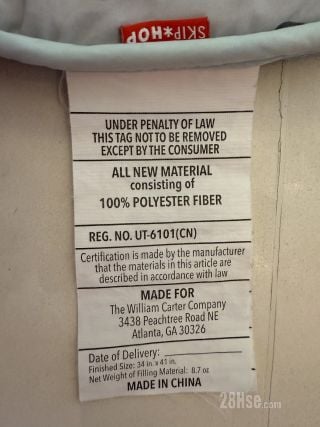 SKIP*HOP
UNDER PENALTY OF LAW
THIS TAG NOT TO BE REMOVED
EXCEPT BY THE CONSUMER
ALL NEW MATERIAL
consisting of
100% POLYESTER FIBER
REG. NO. UT-6101(CN)
Certification is made by the manufacturer
that the materials in this article are
described in accordance with law
MADE FOR
The William Carter Company
3438 Peachtree Road NE
Atlanta, GA 30326
Date of Delivery:
Finished Size: 34 in. x 41 in.
Net Weight of Filling Material: 8.7 oz
MADE IN CHINA
28Hse.com